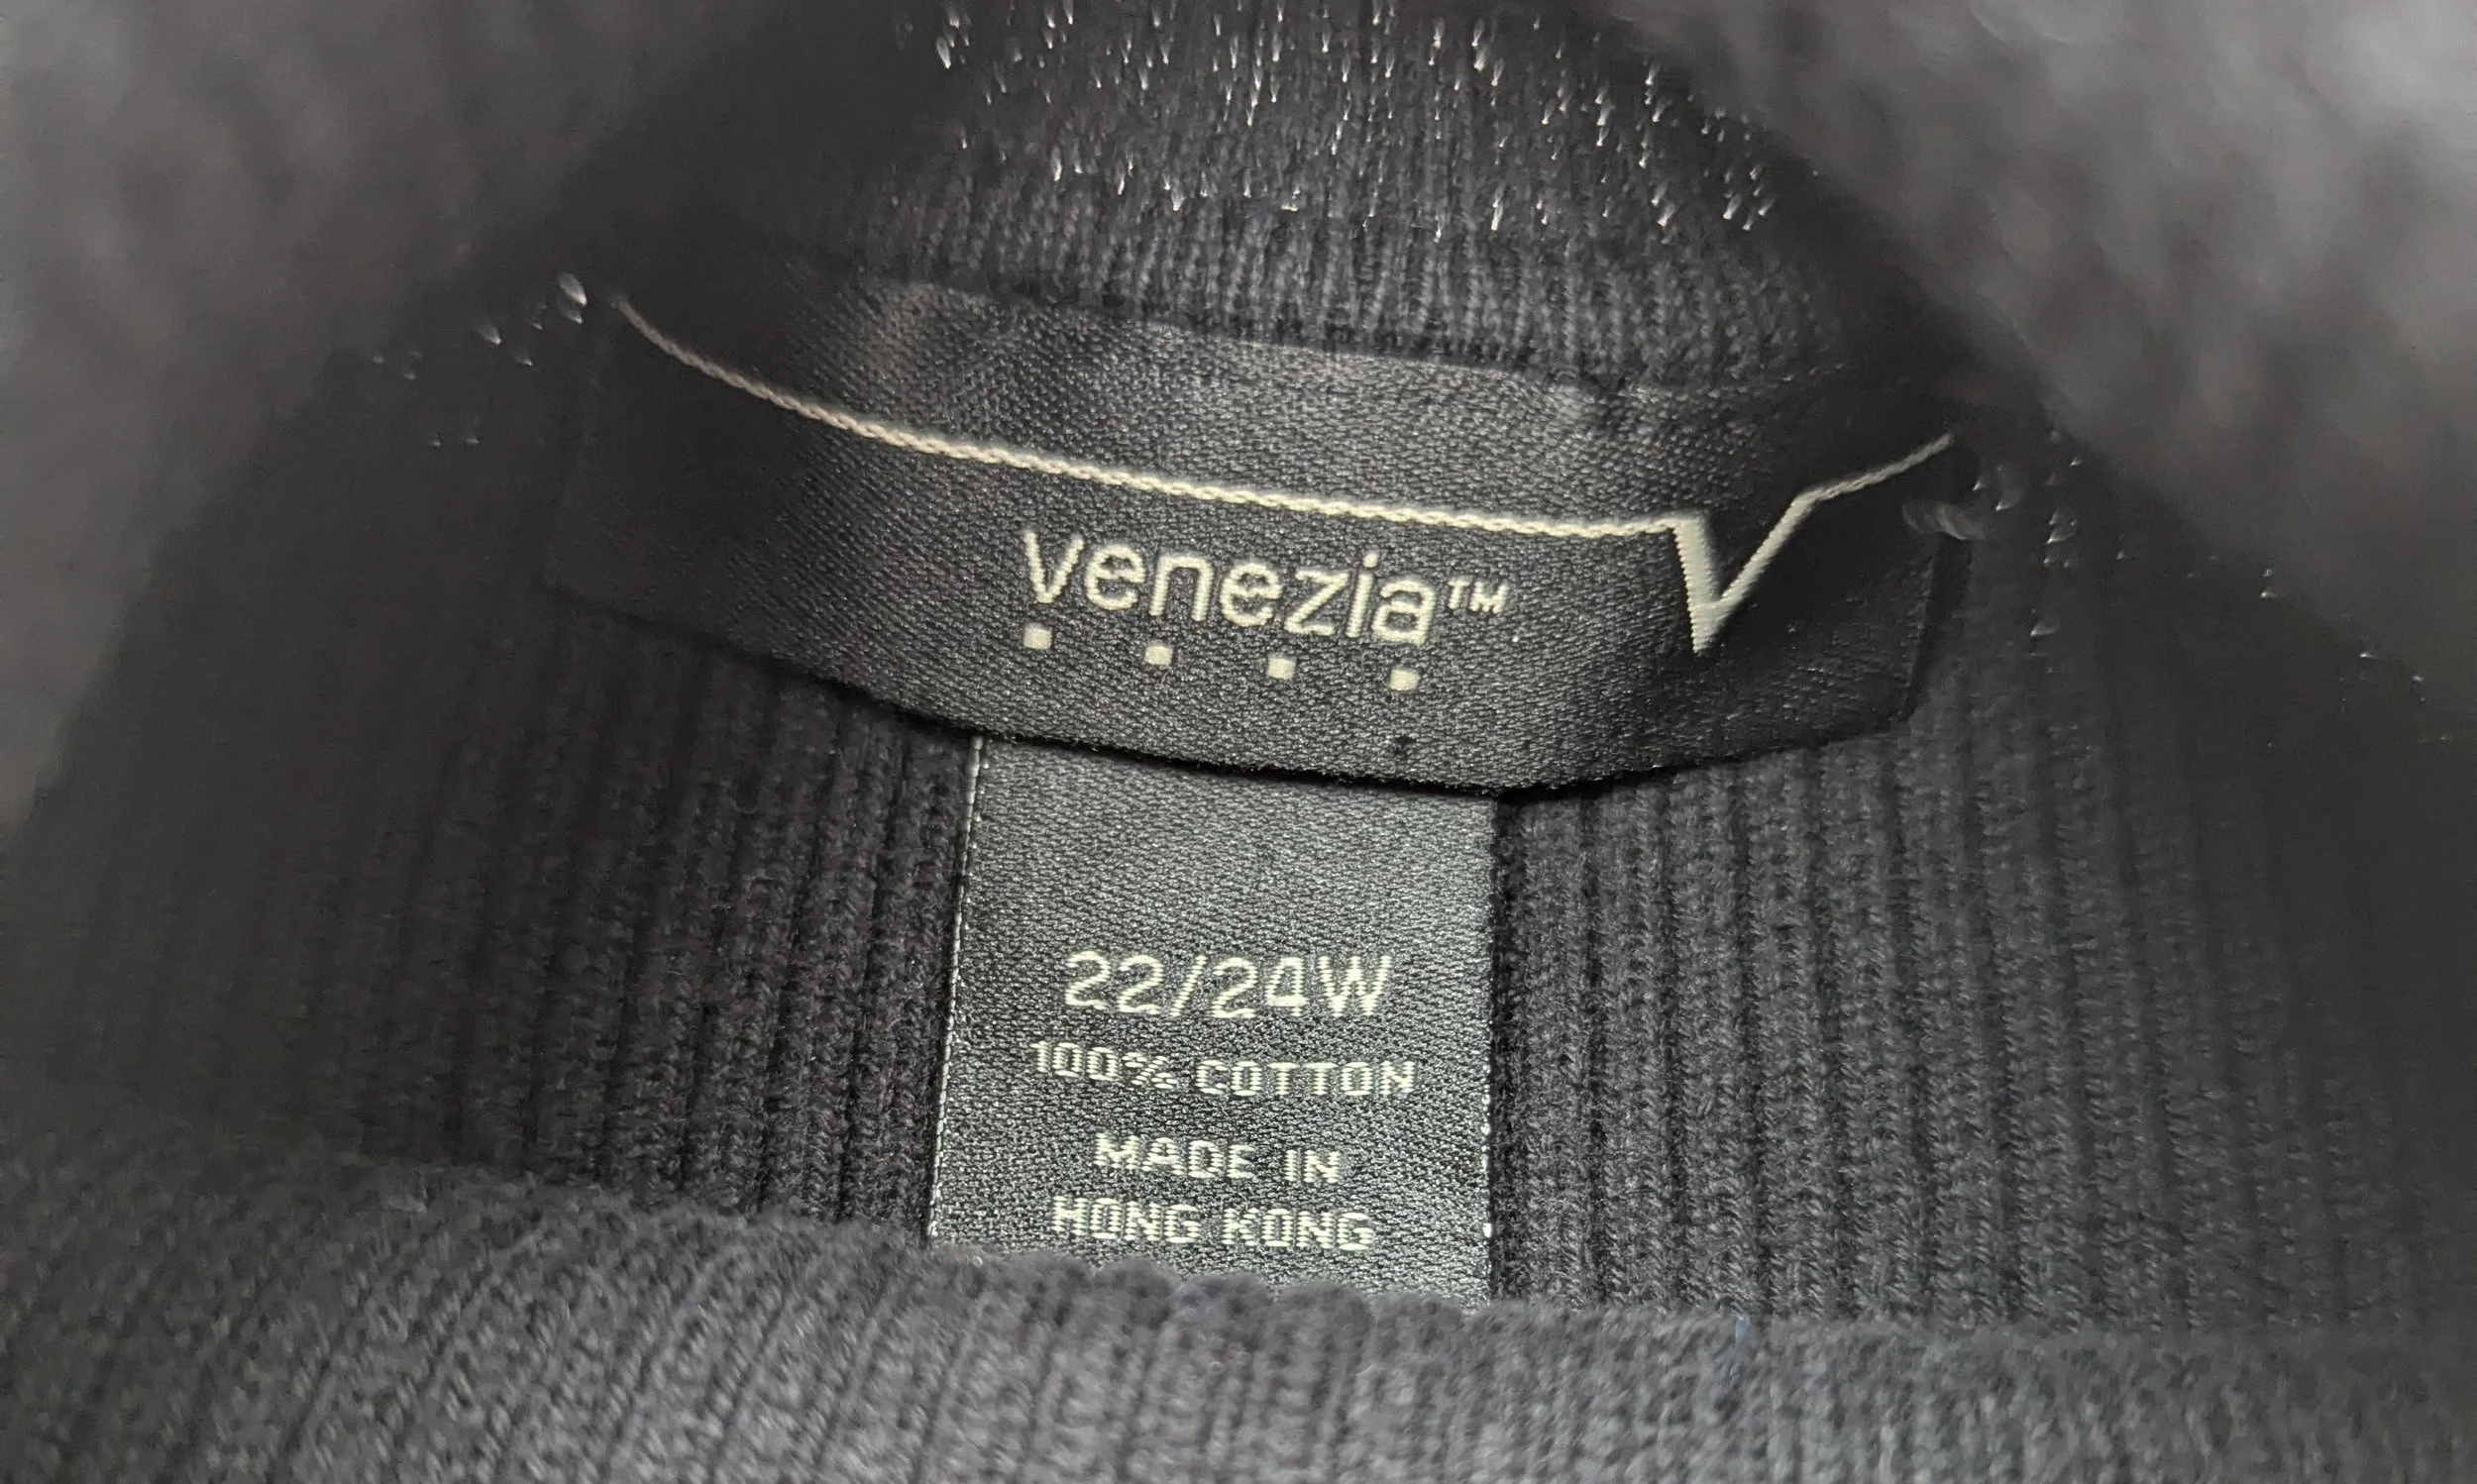 venezia™
V
22/24W
100% COTTON
MADE IN
HONG KONG